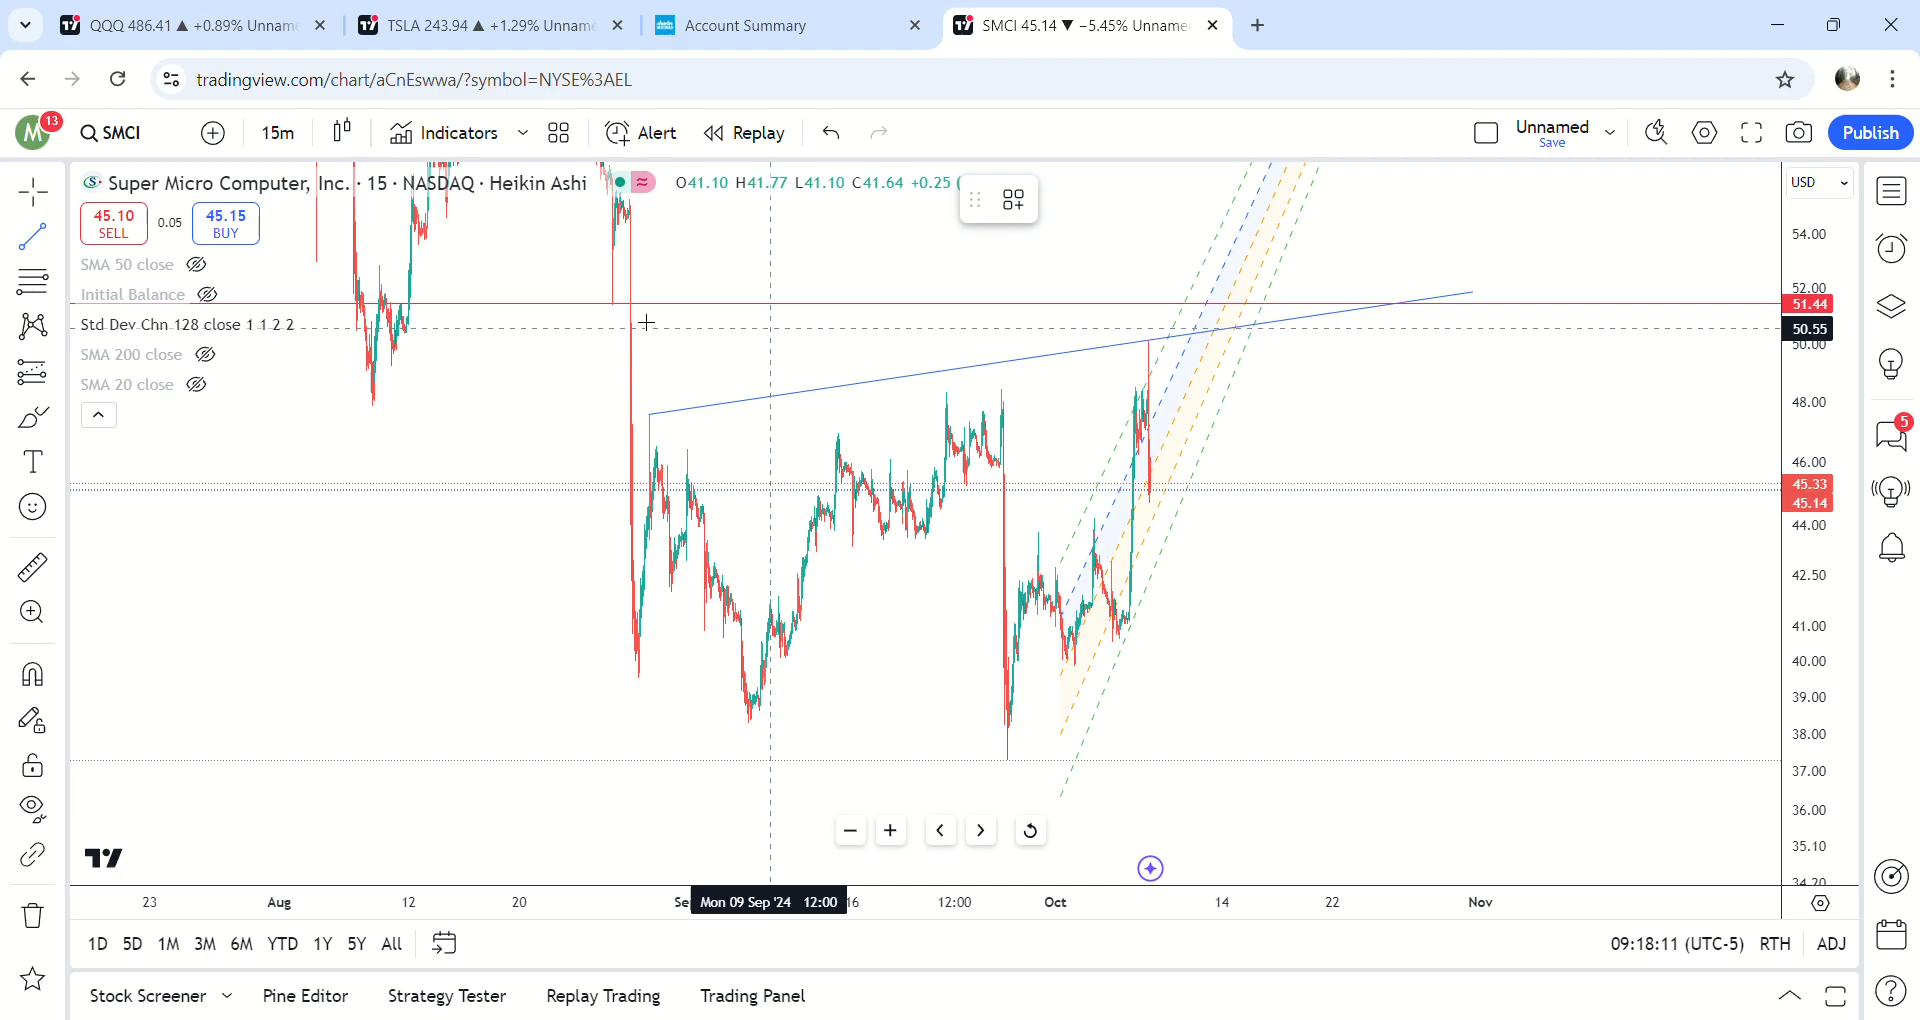 QQQ 486.41 ▲ +0.89% Unnam
TSLA 243.94 ▲ +1.29% Unname
Account Summary
SMCI 45.14 ▼ −5.45% Unname
tradingview.com/chart/aCnEswwa/?symbol=NYSE%3AEL
M 13
SMCI
15m
Indicators
Alert
Replay
Unnamed
Save
Publish
Super Micro Computer, Inc. · 15 · NASDAQ · Heikin Ashi
O41.10 H41.77 L41.10 C41.64 +0.25 (
USD
45.10
SELL
0.05
45.15
BUY
SMA 50 close
Initial Balance
Std Dev Chn 128 close 1 1 2 2
SMA 200 close
SMA 20 close
54.00
52.00
51.44
50.55
50.00
48.00
46.00
45.33
45.14
44.00
42.50
41.00
40.00
39.00
38.00
37.00
36.00
35.10
34.20
5
23
Aug
12
20
Se
Mon 09 Sep '24 12:00
16
12:00
Oct
14
22
Nov
1D 5D 1M 3M 6M YTD 1Y 5Y All
09:18:11 (UTC-5) RTH ADJ
Stock Screener
Pine Editor
Strategy Tester
Replay Trading
Trading Panel